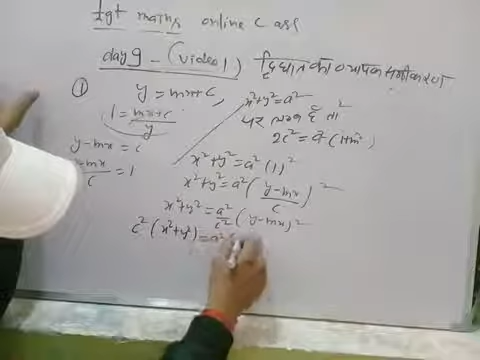 tgt maths online Class
day 9 - (video 1) द्विघात का व्यापक समीकरण
① y = mx+c, x²+y² = a²
पर लम्ब है तो
2c² = a²(1+m²)
1 = mx+c / y
y-mx = c
y-mx / c = 1
x²+y² = a²(1)²
x²+y² = a² (y-mx / c)²
x²+y² = a²/c² (y-mx)²
c² (x²+y²) = a²